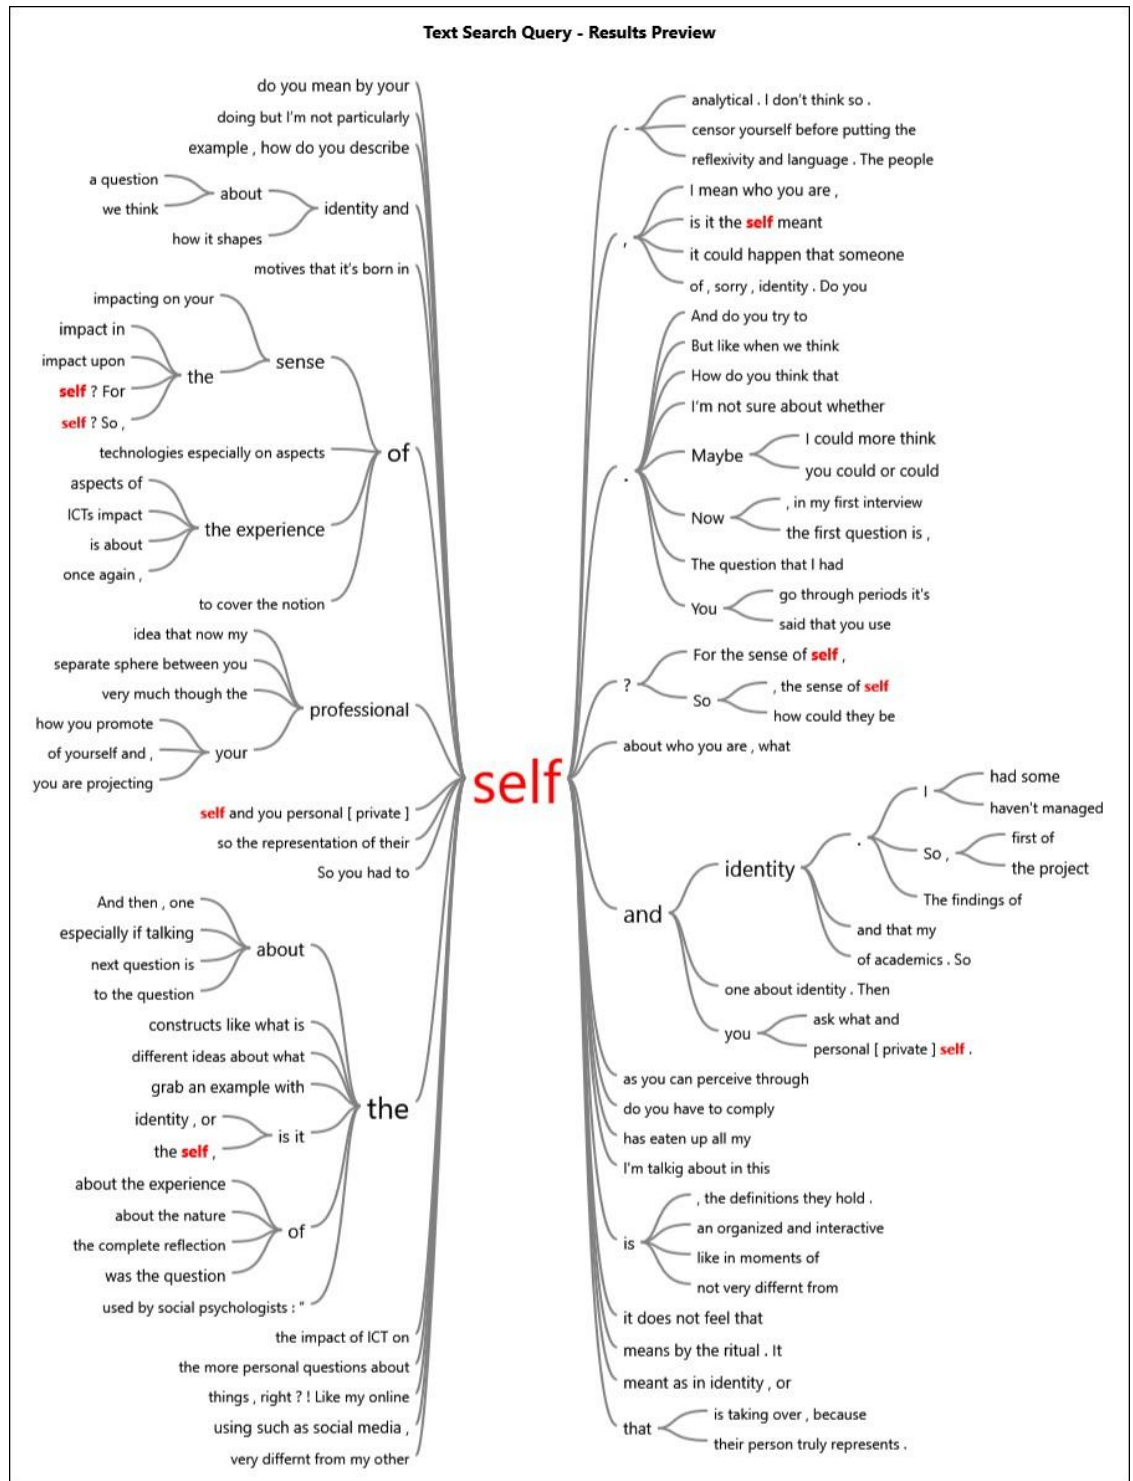 Text Search Query - Results Preview
do you mean by your
doing but I'm not particularly
example , how do you describe
a question
we think
about
how it shapes
identity and
motives that it's born in
impacting on your
impact in
impact upon
self ? For
self ? So ,
the
sense
technologies especially on aspects
of
aspects of
ICTs impact
is about
once again ,
the experience
to cover the notion
idea that now my
separate sphere between you
very much though the
professional
how you promote
of yourself and ,
you are projecting
your
self and you personal [ private ]
so the representation of their
So you had to
And then , one
especially if talking
next question is
to the question
about
constructs like what is
different ideas about what
grab an example with
the
identity , or
the self ,
is it
about the experience
about the nature
the complete reflection
was the question
of
used by social psychologists : "
the impact of ICT on
the more personal questions about
things , right ? ! Like my online
using such as social media ,
very differnt from my other
self
-
analytical . I don't think so .
censor yourself before putting the
reflexivity and language . The people
,
I mean who you are ,
is it the self meant
it could happen that someone
of , sorry , identity . Do you
.
And do you try to
But like when we think
How do you think that
I'm not sure about whether
Maybe
I could more think
you could or could
Now
, in my first interview
the first question is ,
The question that I had
You
go through periods it's
said that you use
?
For the sense of self ,
So
, the sense of self
how could they be
about who you are , what
and
identity
.
I
had some
haven't managed
So ,
first of
the project
The findings of
and that my
of academics . So
one about identity . Then
you
ask what and
personal [ private ] self .
as you can perceive through
do you have to comply
has eaten up all my
I'm talkig about in this
is
, the definitions they hold .
an organized and interactive
like in moments of
not very differnt from
it does not feel that
means by the ritual . It
meant as in identity , or
that
is taking over , because
their person truly represents .